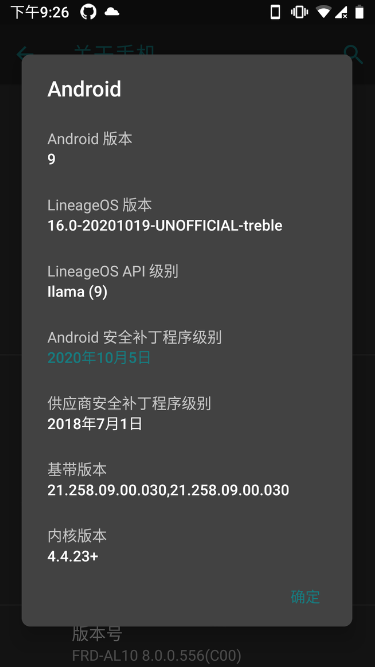 下午9:26
关于手机
Android
Android 版本
9
LineageOS 版本
16.0-20201019-UNOFFICIAL-treble
LineageOS API 级别
Ilama (9)
Android 安全补丁程序级别
2020年10月5日
供应商安全补丁程序级别
2018年7月1日
基带版本
21.258.09.00.030,21.258.09.00.030
内核版本
4.4.23+
确定
版本号
FRD-AL10 8.0.0.556(C00)